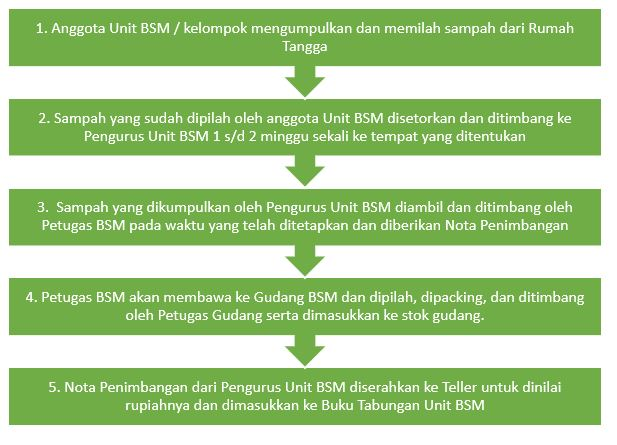 1. Anggota Unit BSM / kelompok mengumpulkan dan memilah sampah dari Rumah
Tangga
2. Sampah yang sudah dipilah oleh anggota Unit BSM disetorkan dan ditimbang ke
Pengurus Unit BSM 1 s/d 2 minggu sekali ke tempat yang ditentukan
3. Sampah yang dikumpulkan oleh Pengurus Unit BSM diambil dan ditimbang oleh
Petugas BSM pada waktu yang telah ditetapkan dan diberikan Nota Penimbangan
4. Petugas BSM akan membawa ke Gudang BSM dan dipilah, dipacking, dan ditimbang
oleh Petugas Gudang serta dimasukkan ke stok gudang.
5. Nota Penimbangan dari Pengurus Unit BSM diserahkan ke Teller untuk dinilai
rupiahnya dan dimasukkan ke Buku Tabungan Unit BSM